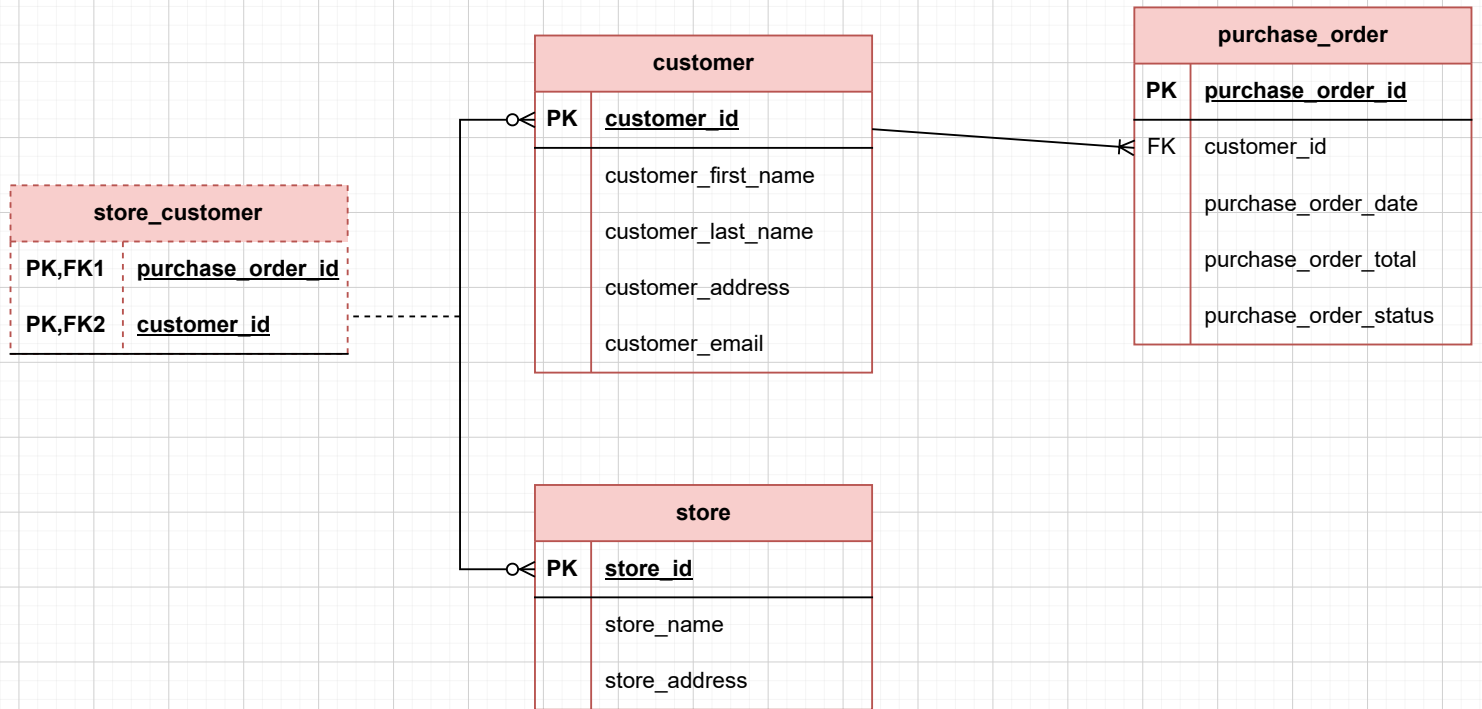 customer
PK customer_id
customer_first_name
customer_last_name
customer_address
customer_email
purchase_order
PK purchase_order_id
FK customer_id
purchase_order_date
purchase_order_total
purchase_order_status
store_customer
PK,FK1 purchase_order_id
PK,FK2 customer_id
store
PK store_id
store_name
store_address